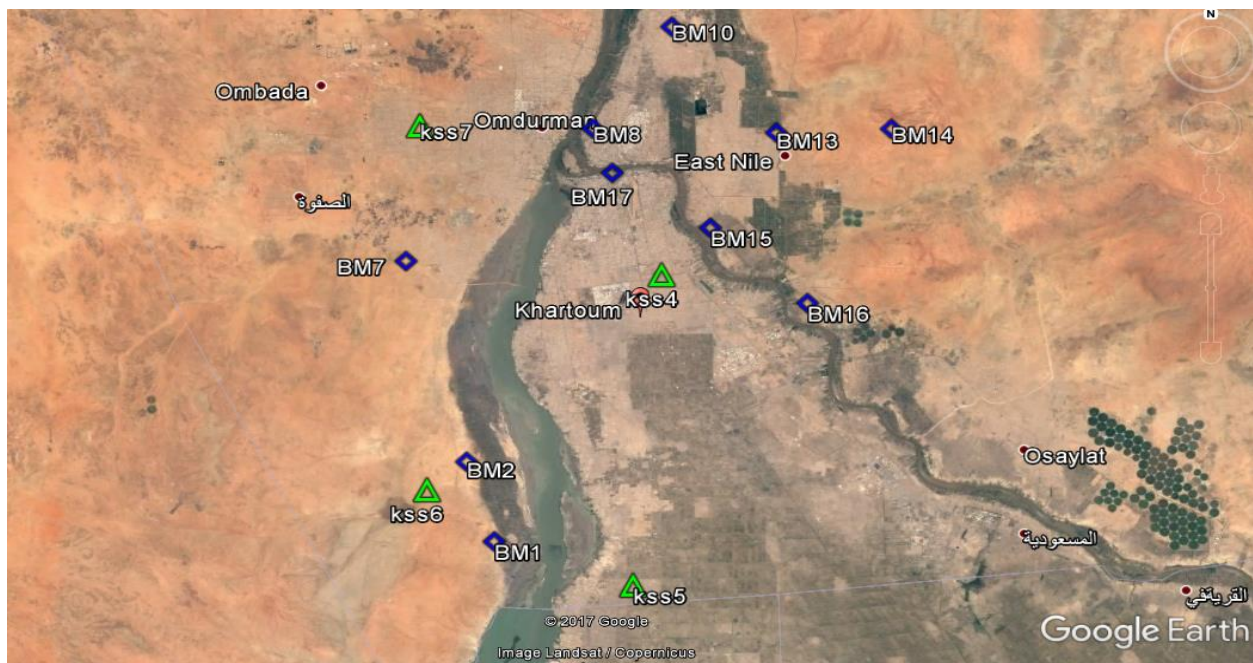 N
BM10
Ombada
kss7
Omdurman
BM8
BM13
BM14
East Nile
BM17
الصفوة
BM15
BM7
kss4
Khartoum
BM16
Osaylat
BM2
kss6
المسعودية
BM1
kss5
القريةفي
© 2017 Google
Google Earth
Image Landsat / Copernicus